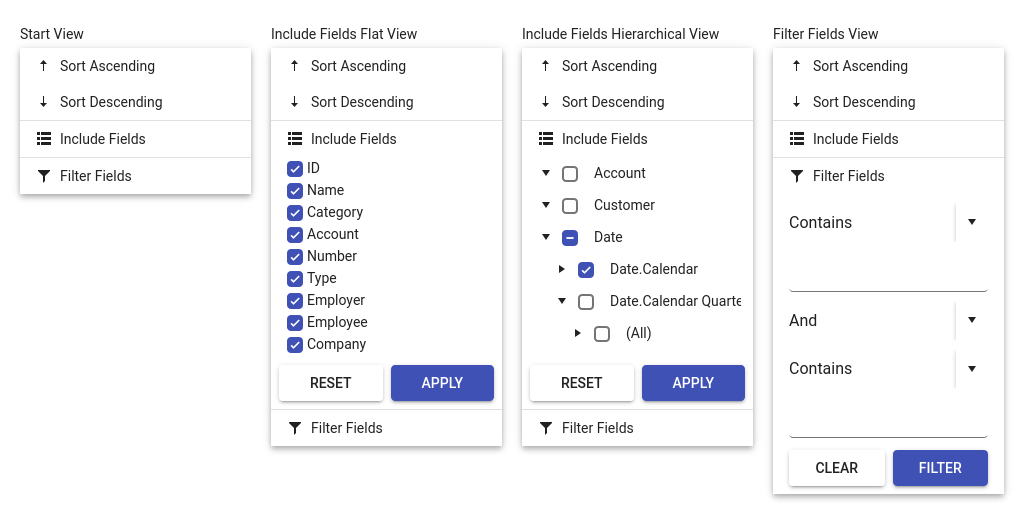 Start View
Sort Ascending
Sort Descending
Include Fields
Filter Fields
Include Fields Flat View
Sort Ascending
Sort Descending
Include Fields
ID
Name
Category
Account
Number
Type
Employer
Employee
Company
RESET APPLY
Filter Fields
Include Fields Hierarchical View
Sort Ascending
Sort Descending
Include Fields
Account
Customer
Date
Date.Calendar
Date.Calendar Quarte
(All)
RESET APPLY
Filter Fields
Filter Fields View
Sort Ascending
Sort Descending
Include Fields
Filter Fields
Contains
And
Contains
CLEAR FILTER